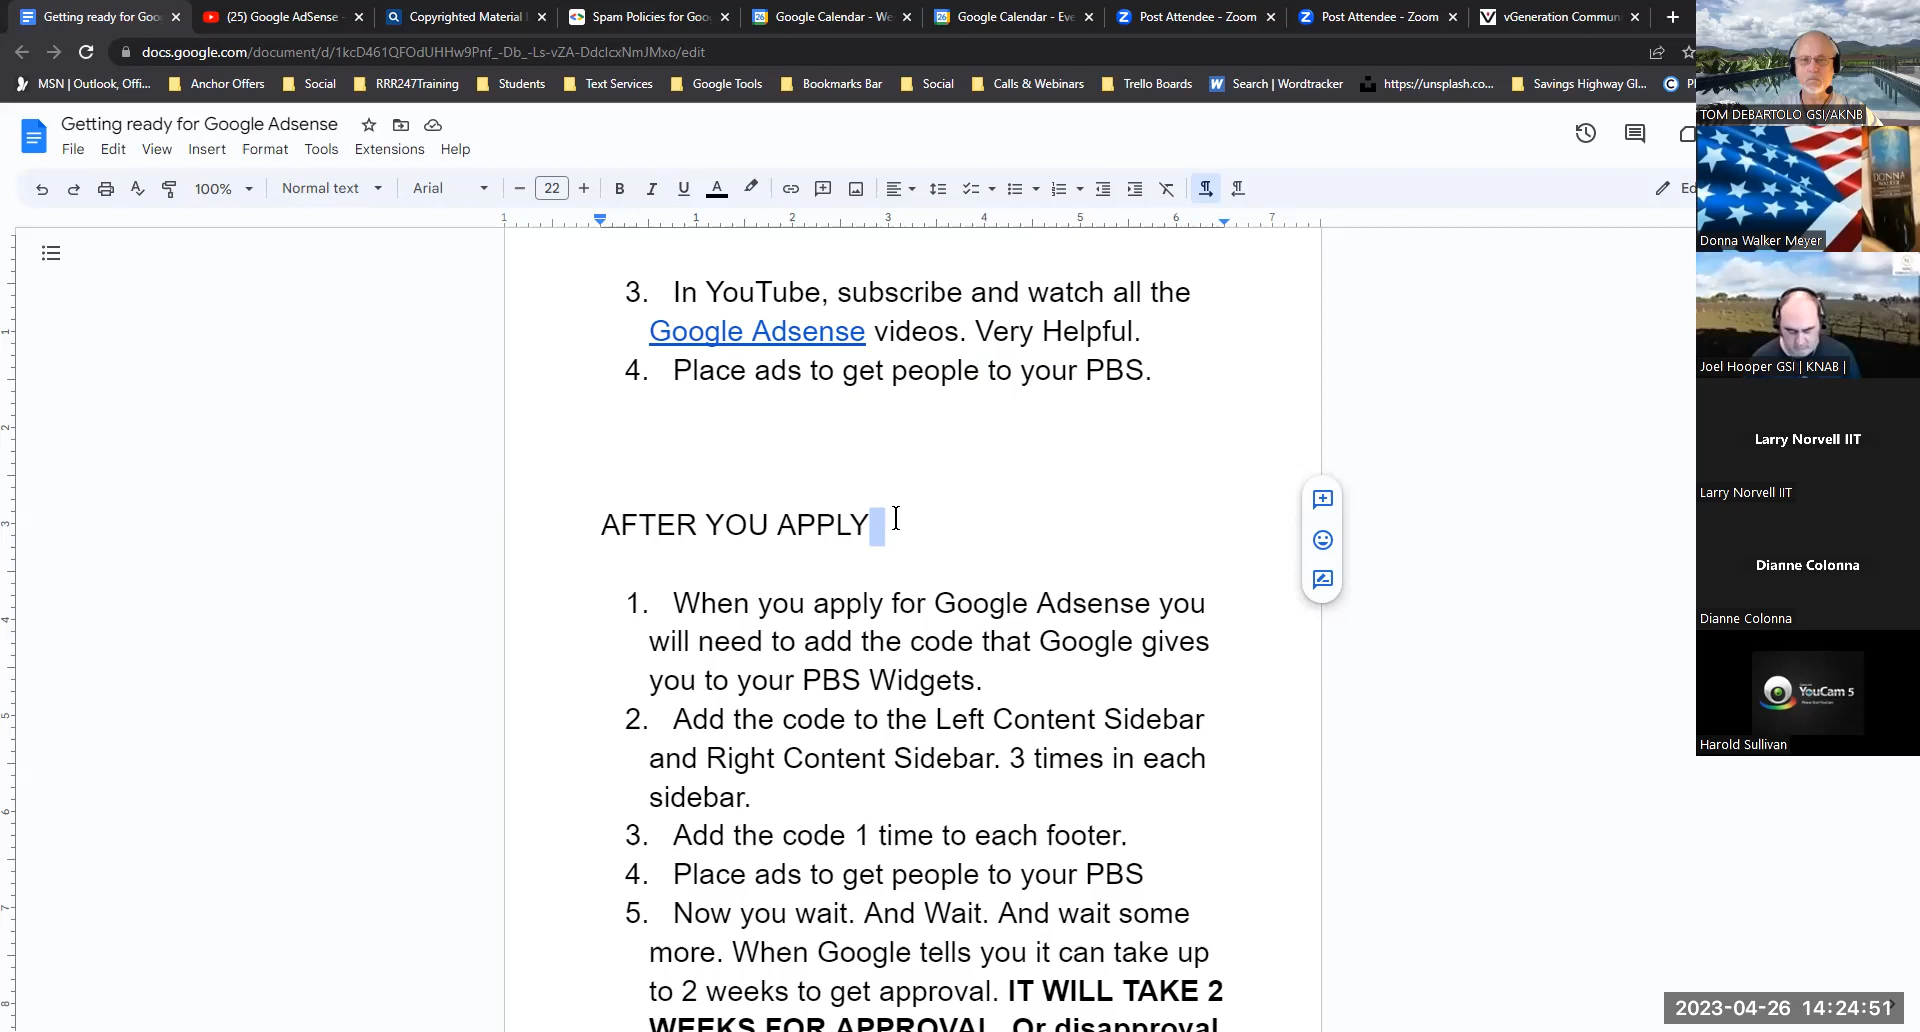 Getting ready for Goo
(25) Google AdSense -
Copyrighted Material
Spam Policies for Goo
Google Calendar - We
Google Calendar - Eve
Post Attendee - Zoom
Post Attendee - Zoom
vGeneration Commun
docs.google.com/document/d/1kcD461QFOdUHHw9Pnf_-Db_-Ls-vZA-DdclcxNmJMxo/edit
MSN | Outlook, Offi...
Anchor Offers
Social
RRR247Training
Students
Text Services
Google Tools
Bookmarks Bar
Social
Calls & Webinars
Trello Boards
Search | Wordtracker
https://unsplash.co...
Savings Highway Gl...
Getting ready for Google Adsense
File Edit View Insert Format Tools Extensions Help
100% Normal text Arial 22
3. In YouTube, subscribe and watch all the
Google Adsense videos. Very Helpful.
4. Place ads to get people to your PBS.
AFTER YOU APPLY
1. When you apply for Google Adsense you
will need to add the code that Google gives
you to your PBS Widgets.
2. Add the code to the Left Content Sidebar
and Right Content Sidebar. 3 times in each
sidebar.
3. Add the code 1 time to each footer.
4. Place ads to get people to your PBS
5. Now you wait. And Wait. And wait some
more. When Google tells you it can take up
to 2 weeks to get approval. IT WILL TAKE 2
WEEKS FOR APPROVAL. Or disapproval
TOM DEBARTOLO GSI/AKNB
DONNA
WALKER
Donna Walker Meyer
Joel Hooper GSI | KNAB |
Larry Norvell IIT
Larry Norvell IIT
Dianne Colonna
Dianne Colonna
YouCam 5
Harold Sullivan
2023-04-26 14:24:51